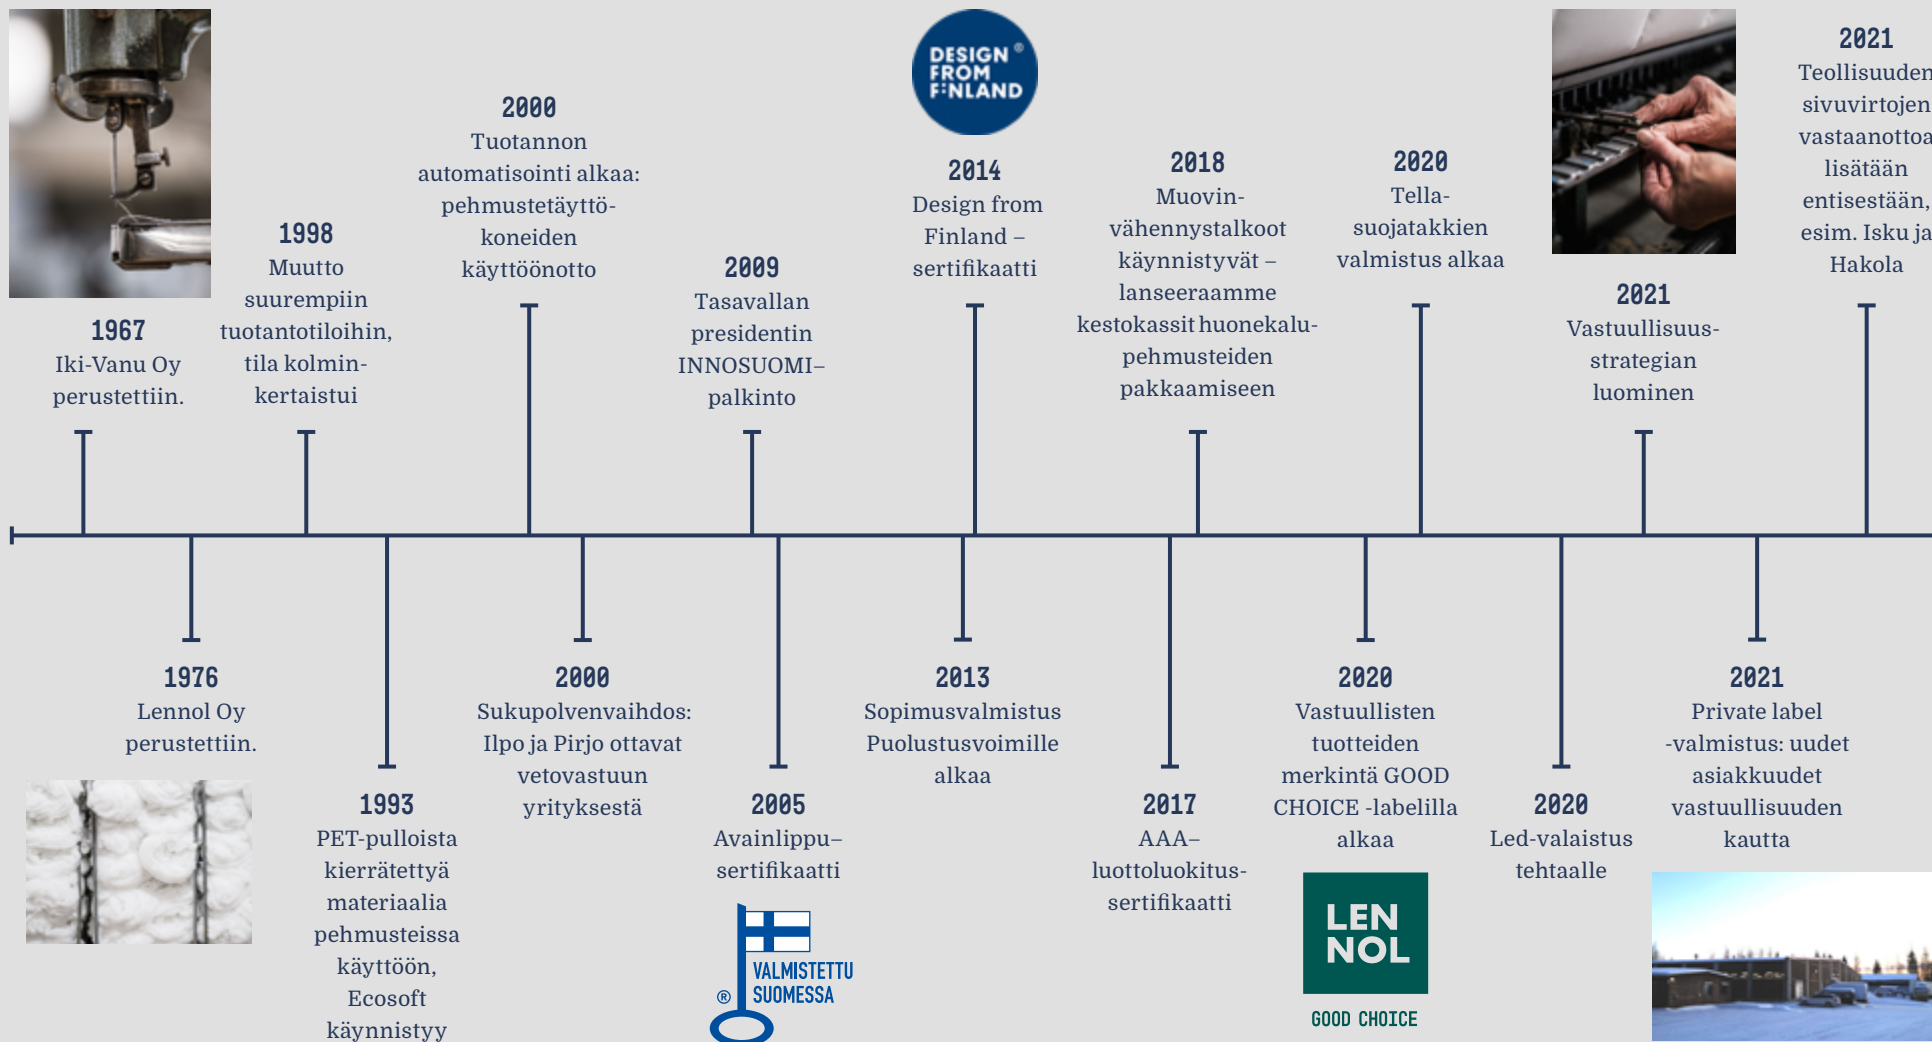 1967
Iki-Vanu Oy
perustettiin.
1998
Muutto
suurempiin
tuotantotiloihin,
tila kolmin-
kertaistui
2000
Tuotannon
automatisointi alkaa:
pehmustetäyttö-
koneiden
käyttöönotto
2009
Tasavallan
presidentin
INNOSUOMI–
palkinto
DESIGN ®
FROM
FINLAND
2014
Design from
Finland –
sertifikaatti
2018
Muovin-
vähennystalkoot
käynnistyvät –
lanseeraamme
kestokassit huonekalu-
pehmusteiden
pakkaamiseen
2020
Tella-
suojatakkien
valmistus alkaa
2021
Vastuullisuus-
strategian
luominen
2021
Teollisuuden
sivuvirtojen
vastaanottoa
lisätään
entisestään,
esim. Isku ja
Hakola
1976
Lennol Oy
perustettiin.
1993
PET-pulloista
kierrätettyä
materiaalia
pehmusteissa
käyttöön,
Ecosoft
käynnistyy
2000
Sukupolvenvaihdos:
Ilpo ja Pirjo ottavat
vetovastuun
yrityksestä
2005
Avainlippu–
sertifikaatti
VALMISTETTU
® SUOMESSA
2013
Sopimusvalmistus
Puolustusvoimille
alkaa
2017
AAA–
luottoluokitus-
sertifikaatti
2020
Vastuullisten
tuotteiden
merkintä GOOD
CHOICE -labelilla
alkaa
LEN
NOL
GOOD CHOICE
2020
Led-valaistus
tehtaalle
2021
Private label
-valmistus: uudet
asiakkuudet
vastuullisuuden
kautta